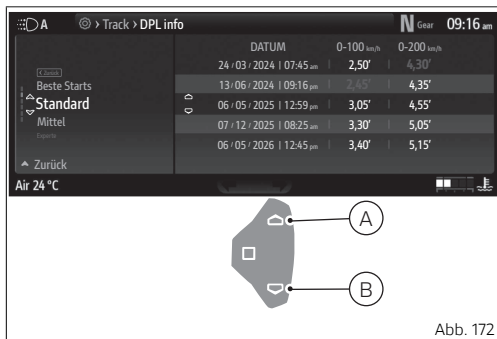 A Track › DPL info N Gear 09:16 am
DATUM 0-100 km/h 0-200 km/h
24 / 03 / 2024 | 07:45 am | 2,50' | 4,30'
13 / 06 / 2024 | 09:16 pm | 2,45' | 4,35'
06 / 05 / 2025 | 12:59 pm | 3,05' | 4,55'
07 / 12 / 2025 | 08:25 am | 3,30' | 5,05'
06 / 05 / 2026 | 12:45 pm | 3,40' | 5,15'
Zurück
Beste Starts
Standard
Mittel
Experte
Zurück
Air 24 °C
A
B
Abb. 172